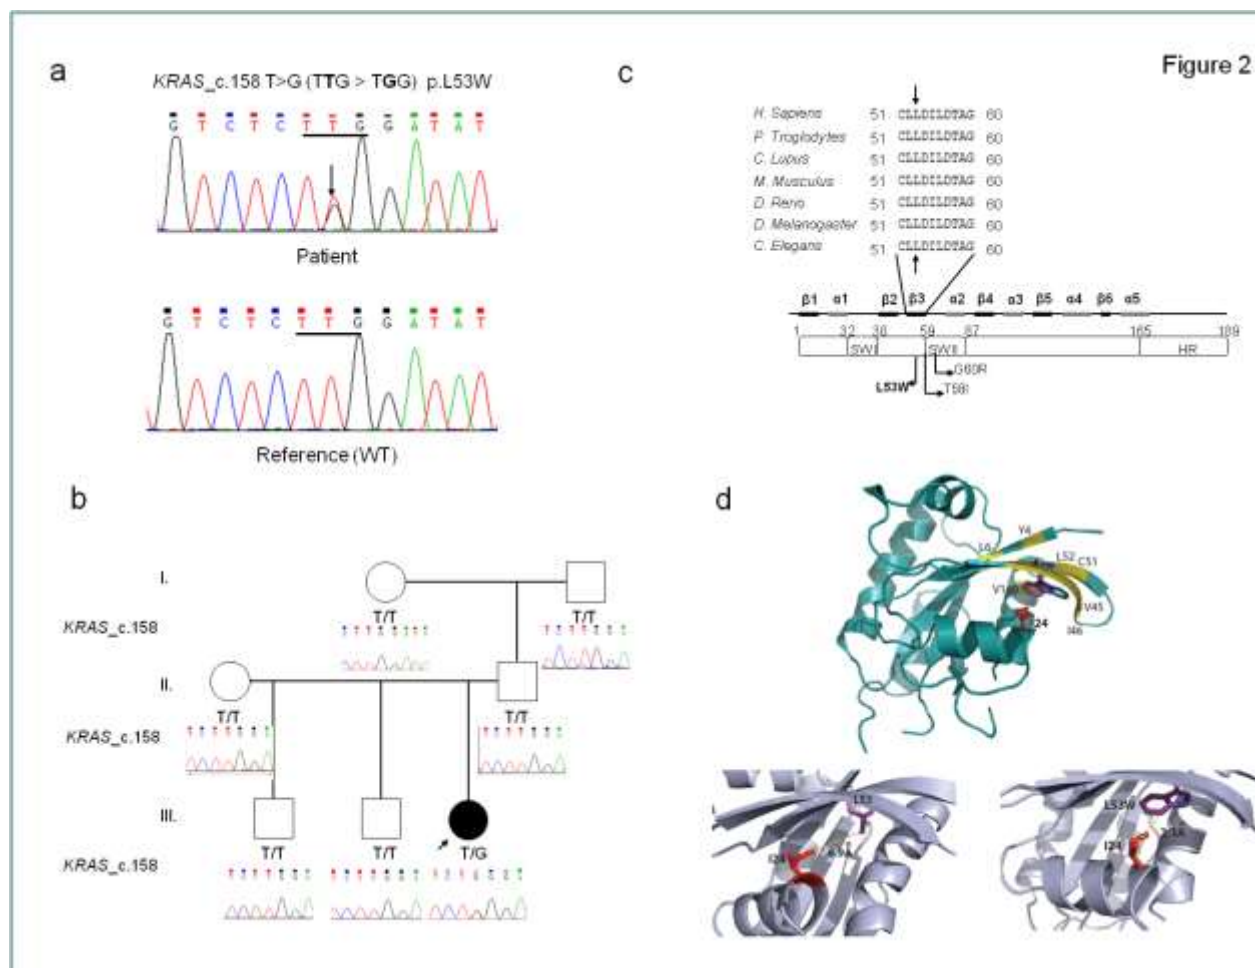 Figure 2
a
KRAS_c.158 T>G (TTG > TGG) p.L53W
G T C T C T T G G A T A T
Patient
G T C T C T T G G A T A T
Reference (WT)
b
I.
KRAS_c.158
T/T
T/T
II.
KRAS_c.158
T/T
T/T
III.
KRAS_c.158
T/T
T/T
T/G
c
H. Sapiens 51 CLLDILDTAG 60
P. Troglodytes 51 CLLDILDTAG 60
C. Lupus 51 CLLDILDTAG 60
M. Musculus 51 CLLDILDTAG 60
D. Rerio 51 CLLDILDTAG 60
D. Melanogaster 51 CLLDILDTAG 60
C. Elegans 51 CLLDILDTAG 60
β1 α1 β2 β3 α2 β4 α3 β5 α4 β6 α5
1 32 38 59 67 165 189
SWI SWII HR
G60R
L53W
T58I
d
Y4
L6
L52
C51
V45
I46
L53
I24
L53W
I24